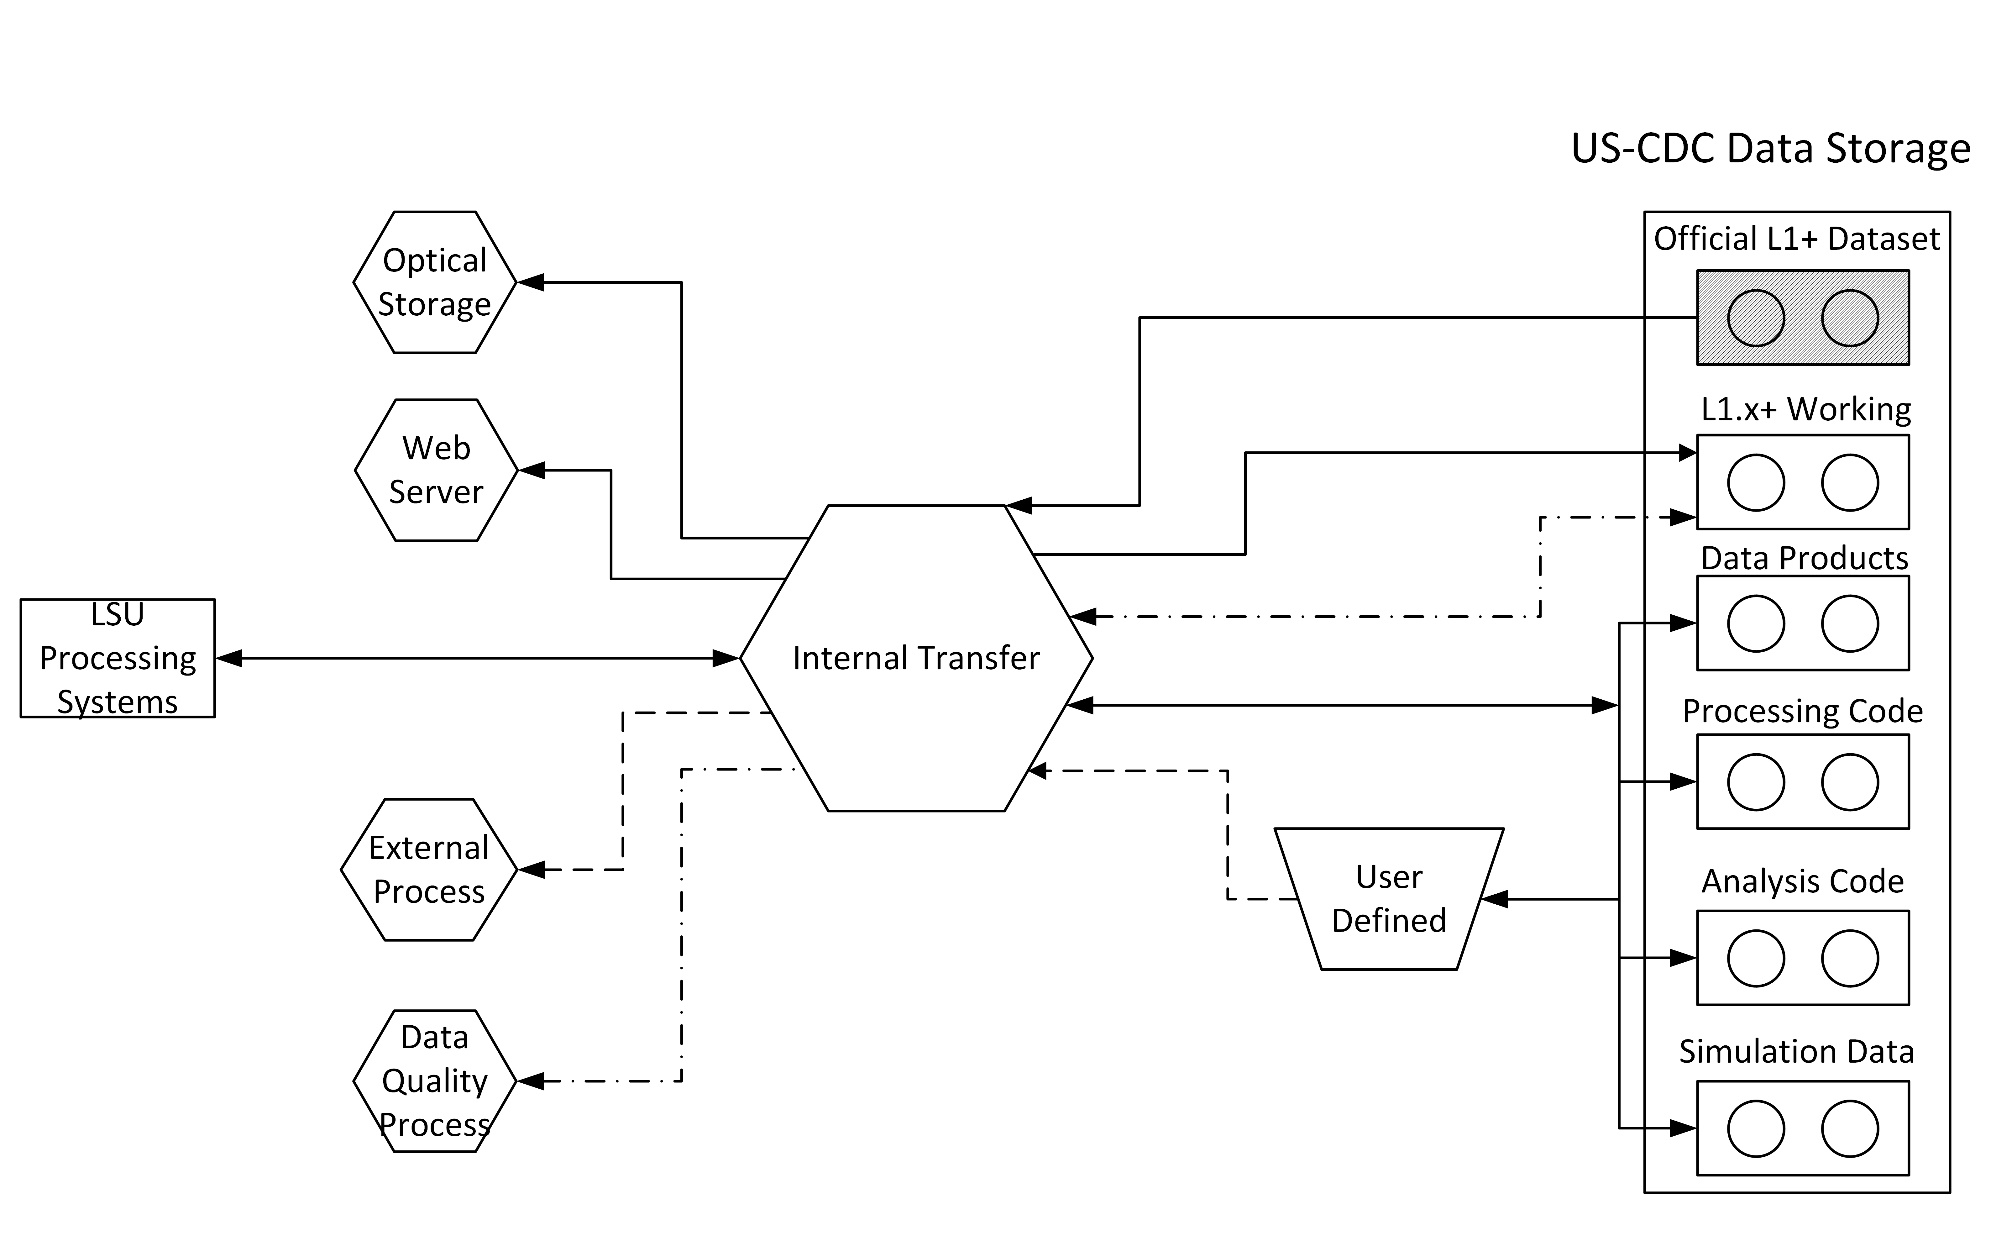 US-CDC Data Storage
Optical
Storage
Web
Server
LSU
Processing
Systems
External
Process
Data
Quality
Process
Internal Transfer
User
Defined
Official L1+ Dataset
L1.x+ Working
Data Products
Processing Code
Analysis Code
Simulation Data